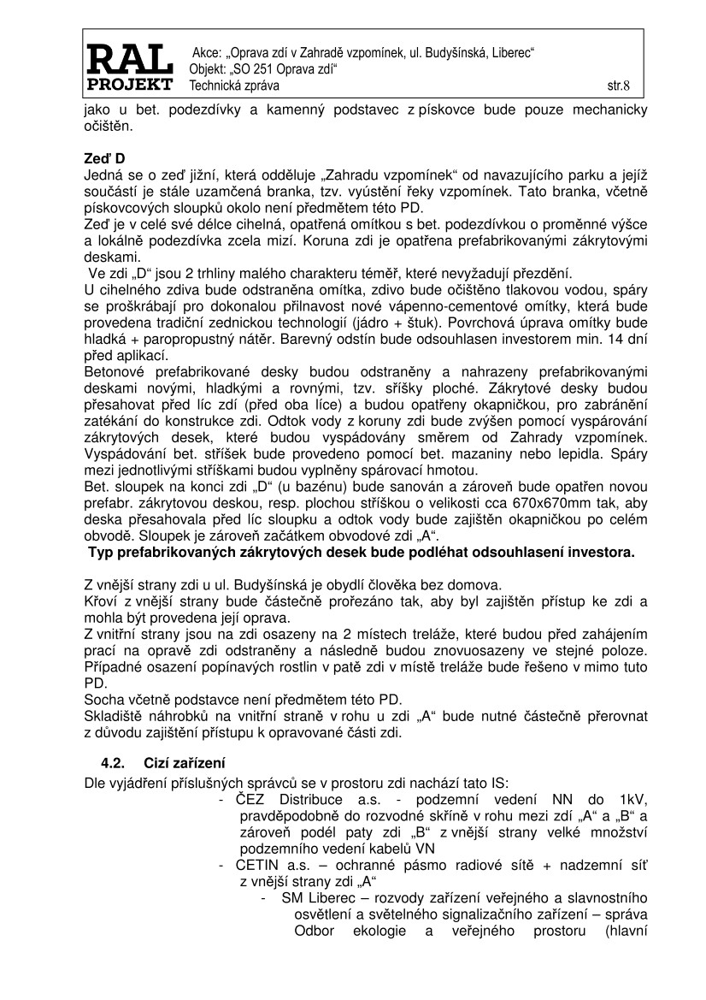 RAL
PROJEKT
Akce: „Oprava zdí v Zahradě vzpomínek, ul. Budyšínská, Liberec“
Objekt: „SO 251 Oprava zdí“
Technická zpráva str.8
jako u bet. podezdívky a kamenný podstavec z pískovce bude pouze mechanicky
očištěn.
Zeď D
Jedná se o zeď jižní, která odděluje „Zahradu vzpomínek“ od navazujícího parku a jejíž
součástí je stále uzamčená branka, tzv. vyústění řeky vzpomínek. Tato branka, včetně
pískovcových sloupků okolo není předmětem této PD.
Zeď je v celé své délce cihelná, opatřená omítkou s bet. podezdívkou o proměnné výšce
a lokálně podezdívka zcela mizí. Koruna zdi je opatřena prefabrikovanými zákrytovými
deskami.
Ve zdi „D“ jsou 2 trhliny malého charakteru téměř, které nevyžadují přezdění.
U cihelného zdiva bude odstraněna omítka, zdivo bude očištěno tlakovou vodou, spáry
se proškrábají pro dokonalou přilnavost nové vápenno-cementové omítky, která bude
provedena tradiční zednickou technologií (jádro + štuk). Povrchová úprava omítky bude
hladká + paropropustný nátěr. Barevný odstín bude odsouhlasen investorem min. 14 dní
před aplikací.
Betonové prefabrikované desky budou odstraněny a nahrazeny prefabrikovanými
deskami novými, hladkými a rovnými, tzv. sříšky ploché. Zákrytové desky budou
přesahovat před líc zdí (před oba líce) a budou opatřeny okapničkou, pro zabránění
zatékání do konstrukce zdi. Odtok vody z koruny zdi bude zvýšen pomocí vyspárování
zákrytových desek, které budou vyspádovány směrem od Zahrady vzpomínek.
Vyspádování bet. stříšek bude provedeno pomocí bet. mazaniny nebo lepidla. Spáry
mezi jednotlivými stříškami budou vyplněny spárovací hmotou.
Bet. sloupek na konci zdi „D“ (u bazénu) bude sanován a zároveň bude opatřen novou
prefabr. zákrytovou deskou, resp. plochou stříškou o velikosti cca 670x670mm tak, aby
deska přesahovala před líc sloupku a odtok vody bude zajištěn okapničkou po celém
obvodě. Sloupek je zároveň začátkem obvodové zdi „A“.
Typ prefabrikovaných zákrytových desek bude podléhat odsouhlasení investora.
Z vnější strany zdi u ul. Budyšínská je obydlí člověka bez domova.
Křoví z vnější strany bude částečně prořezáno tak, aby byl zajištěn přístup ke zdi a
mohla být provedena její oprava.
Z vnitřní strany jsou na zdi osazeny na 2 místech treláže, které budou před zahájením
prací na opravě zdi odstraněny a následně budou znovuosazeny ve stejné poloze.
Případné osazení popínavých rostlin v patě zdi v místě treláže bude řešeno v mimo tuto
PD.
Socha včetně podstavce není předmětem této PD.
Skladiště náhrobků na vnitřní straně v rohu u zdi „A“ bude nutné částečně přerovnat
z důvodu zajištění přístupu k opravované části zdi.
4.2. Cizí zařízení
Dle vyjádření příslušných správců se v prostoru zdi nachází tato IS:
- ČEZ Distribuce a.s. - podzemní vedení NN do 1kV,
pravděpodobně do rozvodné skříně v rohu mezi zdí „A“ a „B“ a
zároveň podél paty zdi „B“ z vnější strany velké množství
podzemního vedení kabelů VN
- CETIN a.s. – ochranné pásmo radiové sítě + nadzemní síť
z vnější strany zdi „A“
- SM Liberec – rozvody zařízení veřejného a slavnostního
osvětlení a světelného signalizačního zařízení – správa
Odbor ekologie a veřejného prostoru (hlavní